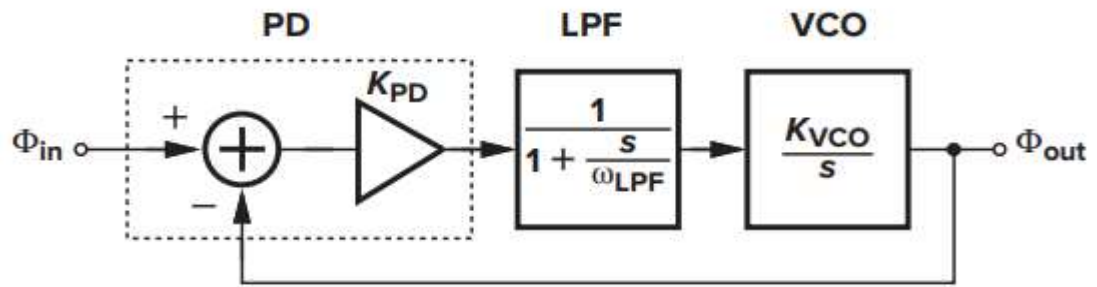 PD LPF VCO
K_PD
Φ_in + − 
1
1 + s/ω_LPF
K_VCO
s
Φ_out